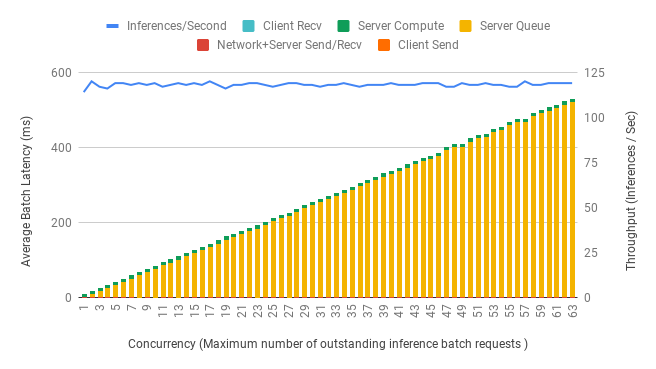 Inferences/Second Client Recv Server Compute Server Queue
Network+Server Send/Recv Client Send
600 125
100
400
75
50
200
25
0 0
1 3 5 7 9 11 13 15 17 19 21 23 25 27 29 31 33 35 37 39 41 43 45 47 49 51 53 55 57 59 61 63
Average Batch Latency (ms)
Throughput (Inferences / Sec)
Concurrency (Maximum number of outstanding inference batch requests )